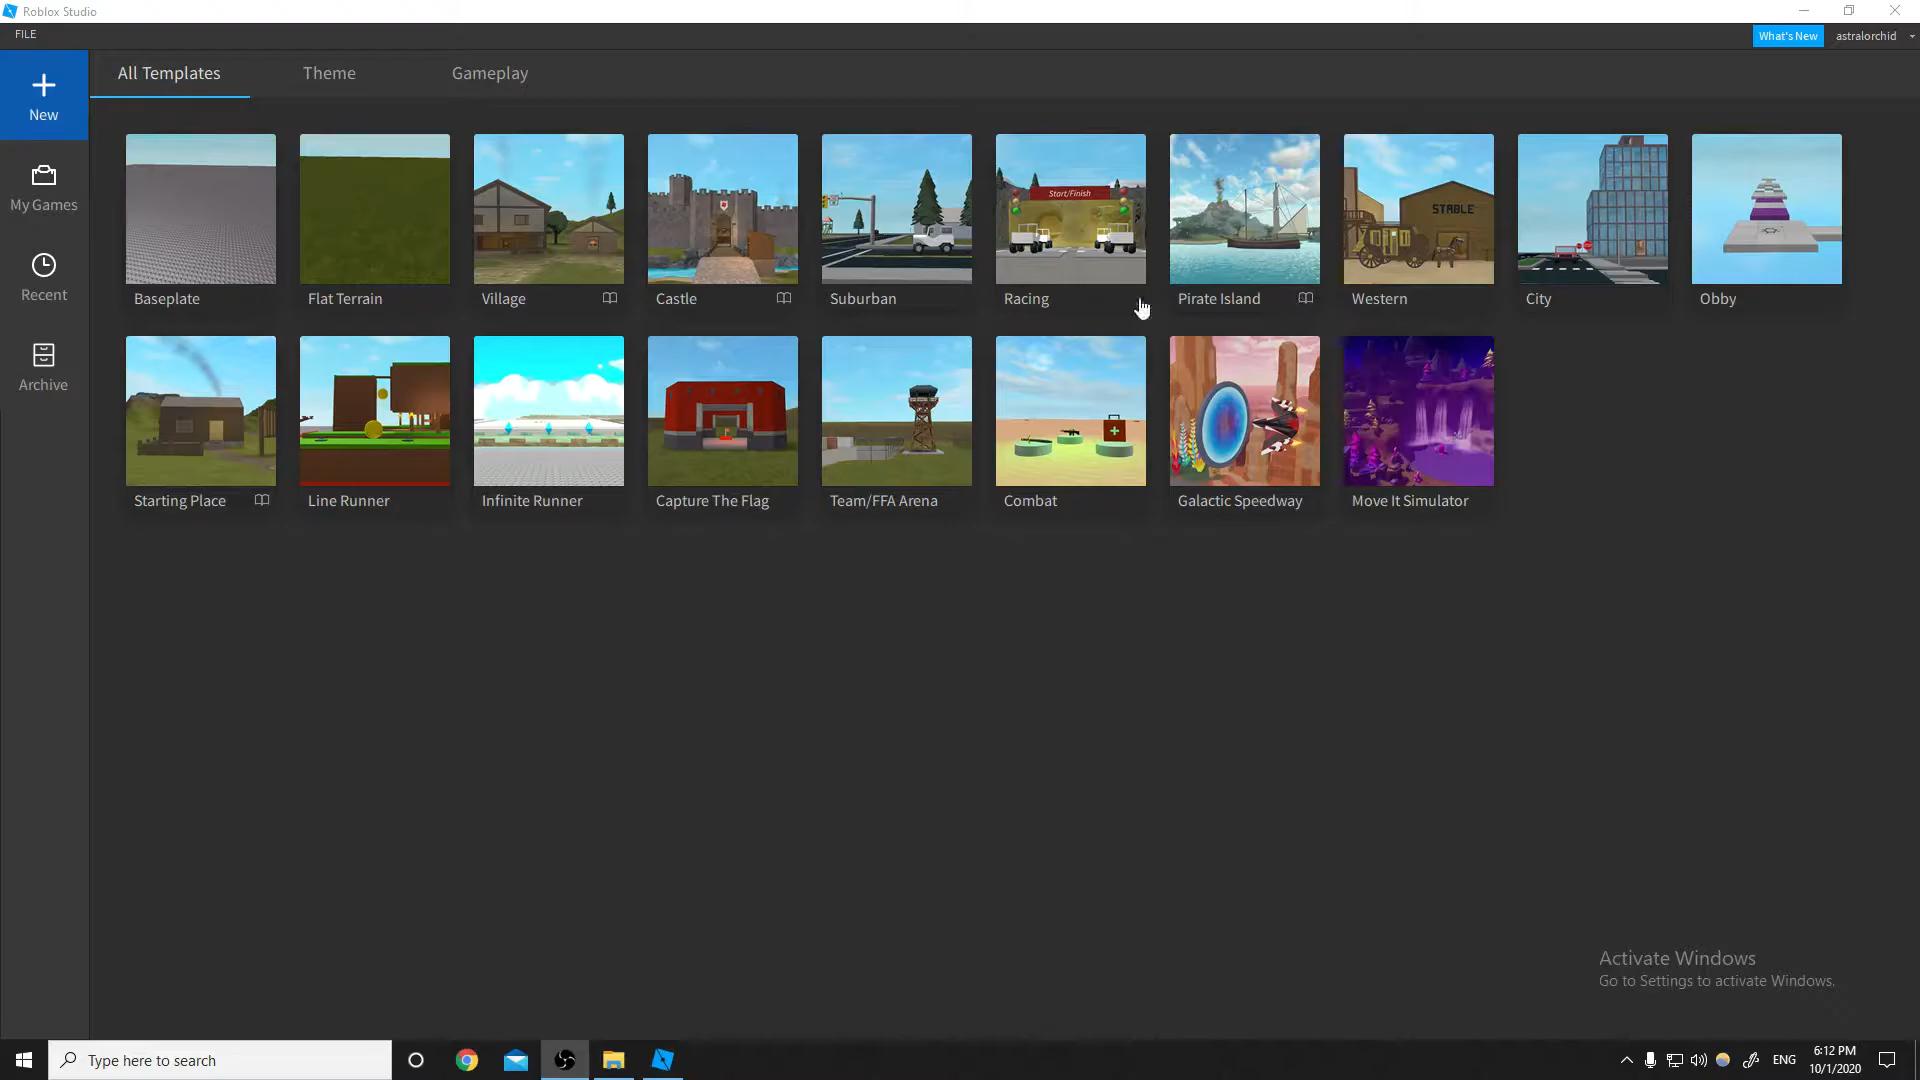 Roblox Studio
FILE
What's New
astralorchid
New
My Games
Recent
Archive
All Templates
Theme
Gameplay
Start/Finish
STABLE
Baseplate
Flat Terrain
Village
Castle
Suburban
Racing
Pirate Island
Western
City
Obby
Starting Place
Line Runner
Infinite Runner
Capture The Flag
Team/FFA Arena
Combat
Galactic Speedway
Move It Simulator
Activate Windows
Go to Settings to activate Windows.
Type here to search
ENG
6:12 PM
10/1/2020